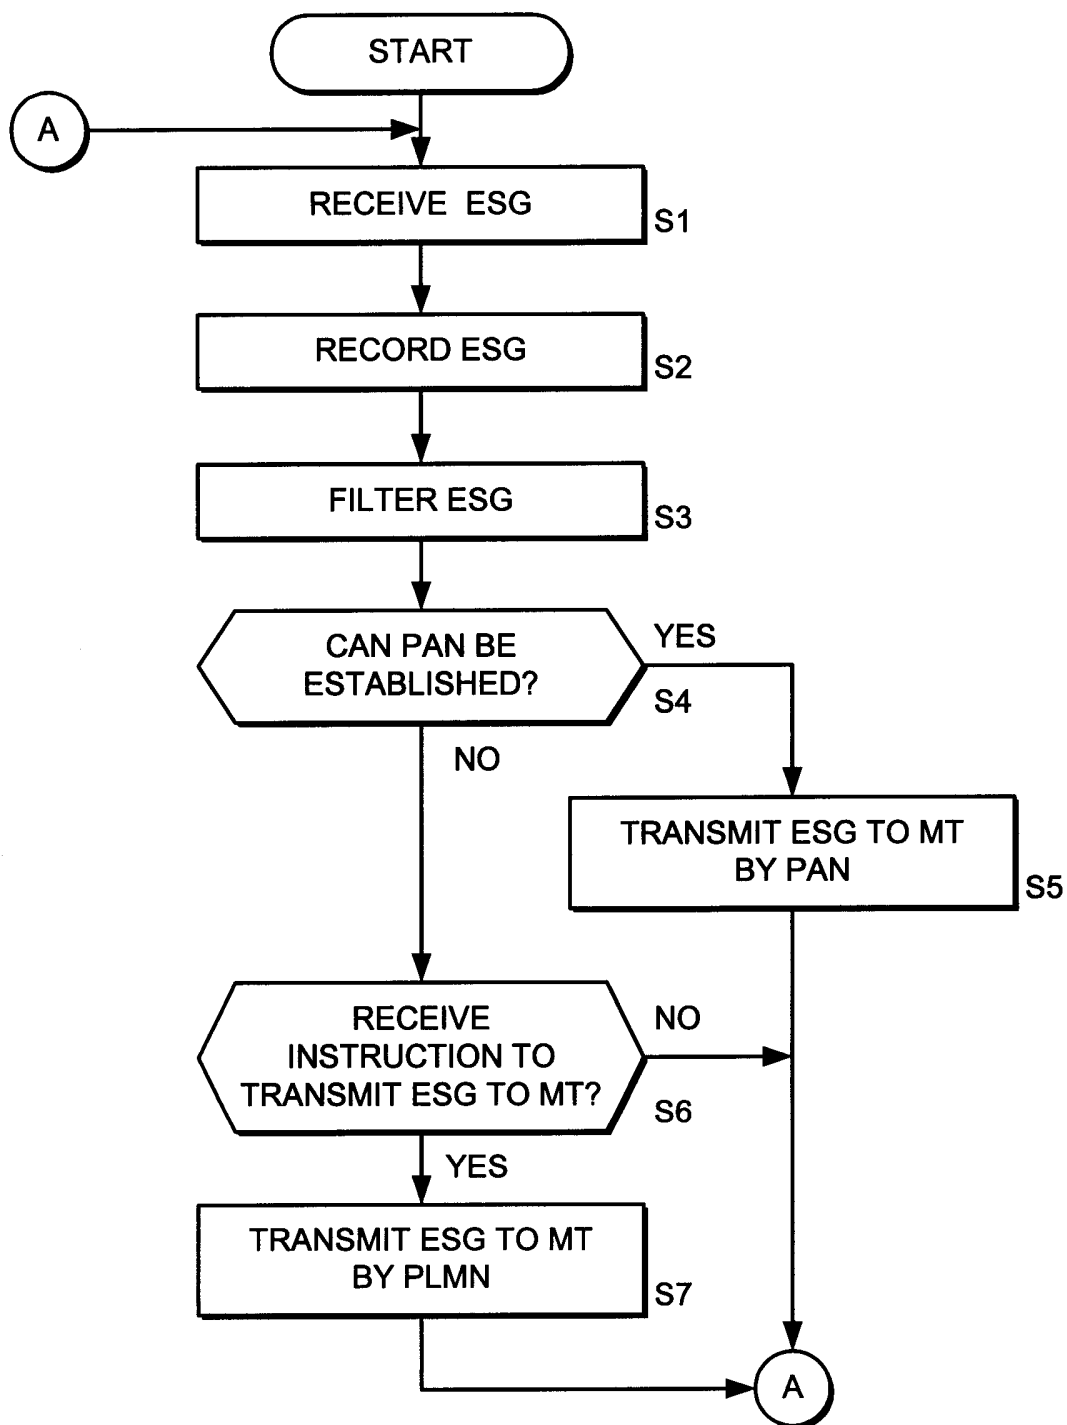 START
A
RECEIVE ESG
S1
RECORD ESG
S2
FILTER ESG
S3
CAN PAN BE
ESTABLISHED?
YES
S4
NO
TRANSMIT ESG TO MT
BY PAN
S5
RECEIVE
INSTRUCTION TO
TRANSMIT ESG TO MT?
NO
S6
YES
TRANSMIT ESG TO MT
BY PLMN
S7
A